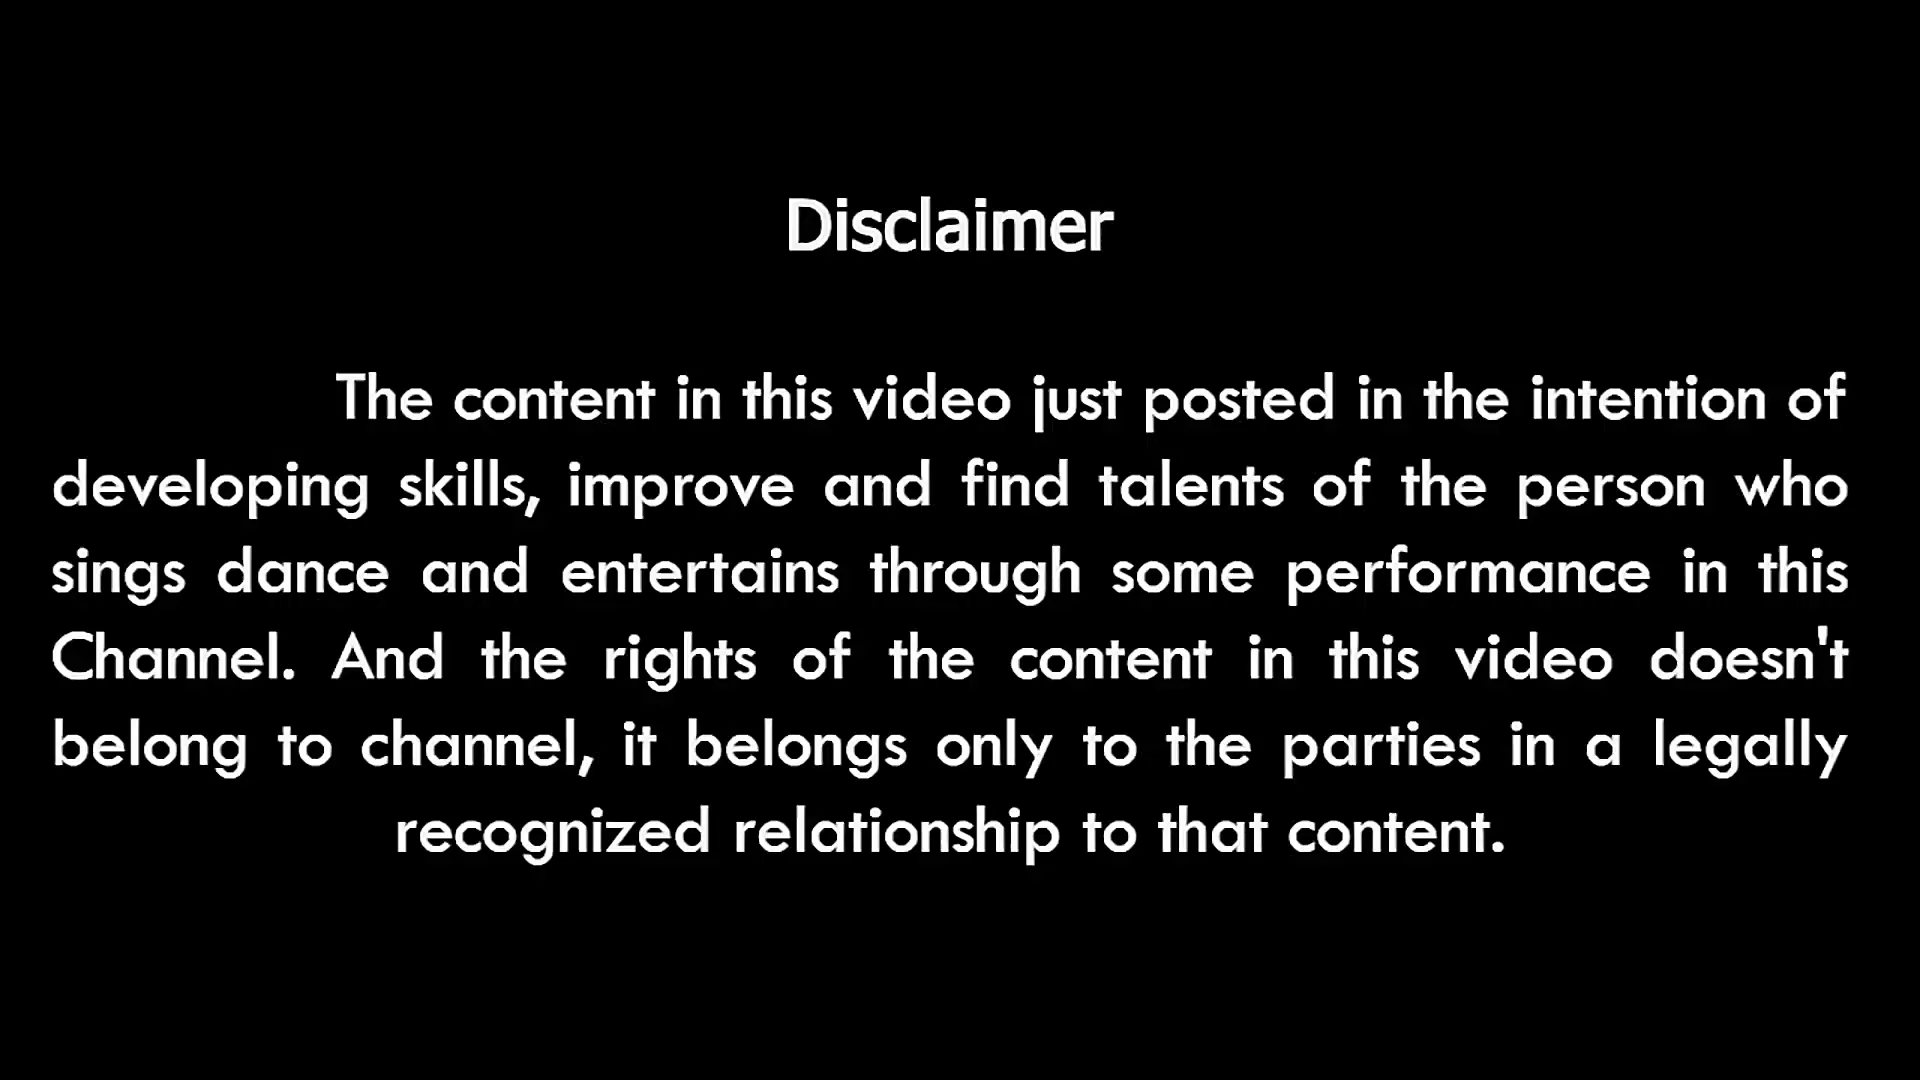 Disclaimer
The content in this video just posted in the intention of
developing skills, improve and find talents of the person who
sings dance and entertains through some performance in this
Channel. And the rights of the content in this video doesn't
belong to channel, it belongs only to the parties in a legally
recognized relationship to that content.